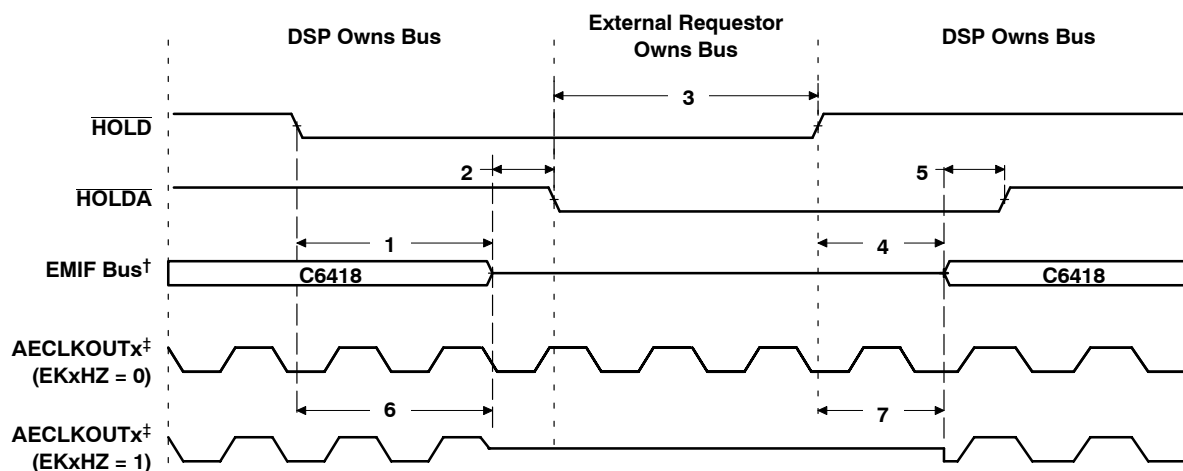 DSP Owns Bus
External Requestor
Owns Bus
DSP Owns Bus
3
HOLD
2
5
HOLDA
1
4
EMIF Bus†
C6418
C6418
AECLKOUTx‡
(EKxHZ = 0)
6
7
AECLKOUTx‡
(EKxHZ = 1)